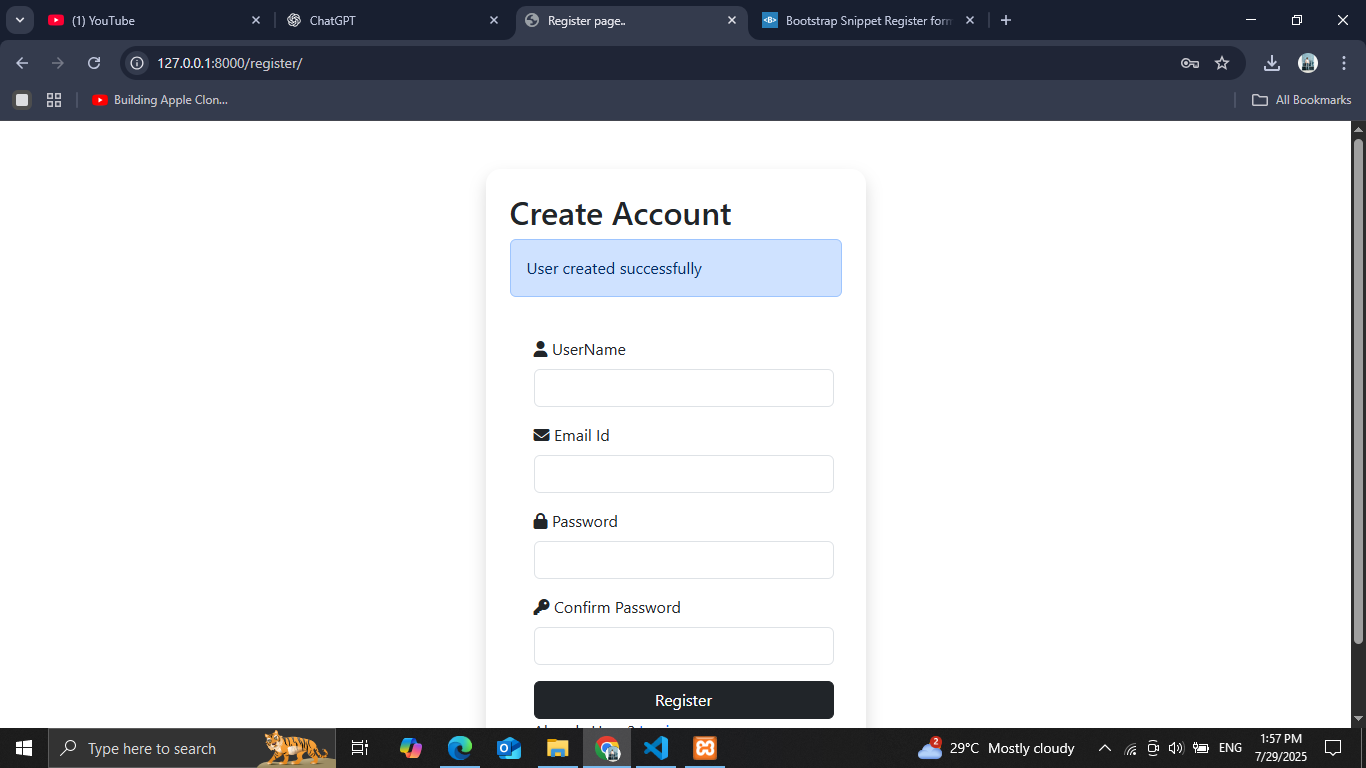 (1) YouTube
ChatGPT
Register page..
Bootstrap Snippet Register form
127.0.0.1:8000/register/
Building Apple Clon...
All Bookmarks
Create Account
User created successfully
UserName
Email Id
Password
Confirm Password
Register
Type here to search
2
29°C Mostly cloudy
ENG
1:57 PM
7/29/2025